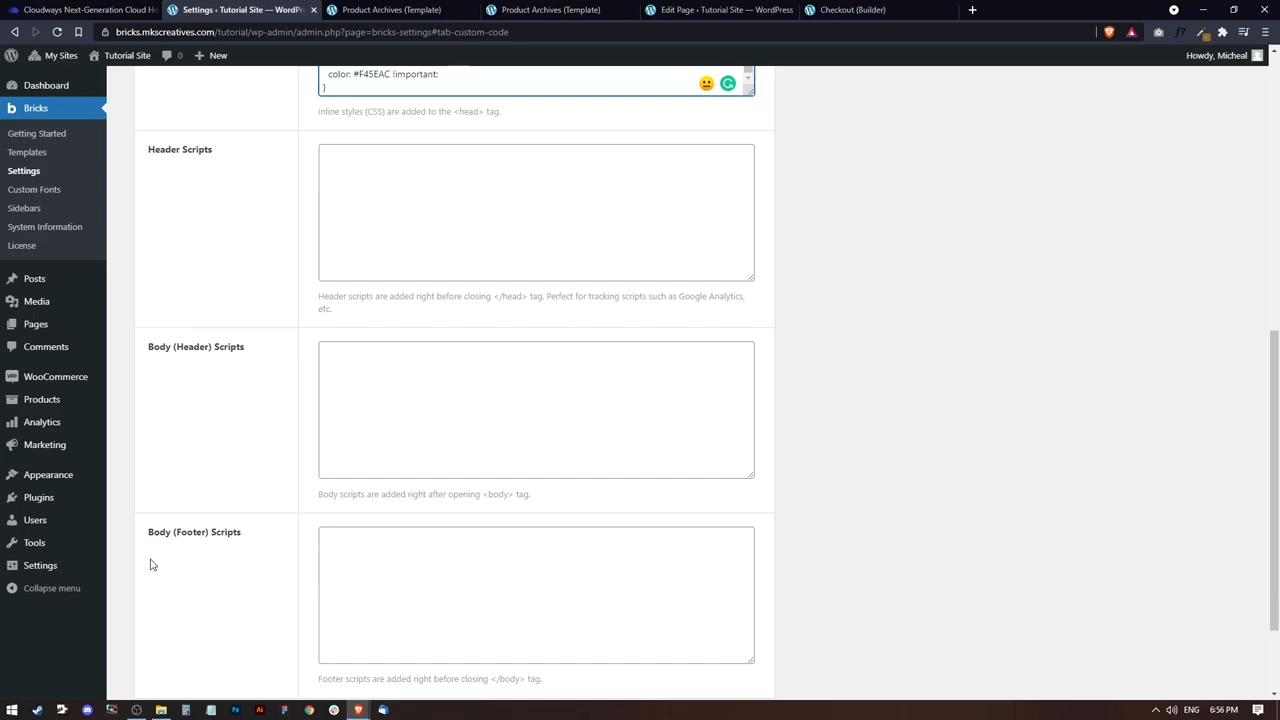 Cloudways Next-Generation Cloud Ho
Settings ‹ Tutorial Site — WordPr
Product Archives (Template)
Product Archives (Template)
Edit Page ‹ Tutorial Site — WordPress
Checkout (Builder)
bricks.mkscreatives.com/tutorial/wp-admin/admin.php?page=bricks-settings#tab-custom-code
My Sites
Tutorial Site
0
New
Howdy, Micheal
Dashboard
Bricks
Getting Started
Templates
Settings
Custom Fonts
Sidebars
System Information
License
Posts
Media
Pages
Comments
WooCommerce
Products
Analytics
Marketing
Appearance
Plugins
Users
Tools
Settings
Collapse menu
color: #F45EAC !important;
}
Inline styles (CSS) are added to the <head> tag.
Header Scripts
Header scripts are added right before closing </head> tag. Perfect for tracking scripts such as Google Analytics,
etc.
Body (Header) Scripts
Body scripts are added right after opening <body> tag.
Body (Footer) Scripts
Footer scripts are added right before closing </body> tag.
Ps
Ai
ENG
6:56 PM